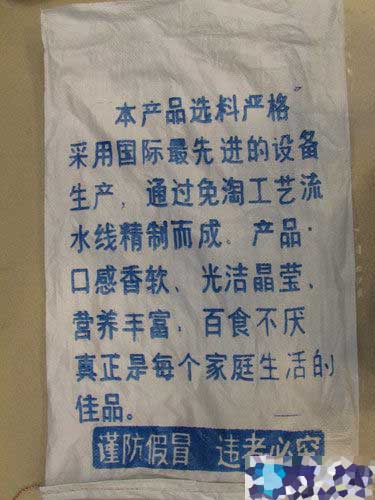 本产品选料严格
采用国际最先进的设备
生产，通过免淘工艺流
水线精制而成。产品·
口感香软、光洁晶莹、
营养丰富，百食不厌
真正是每个家庭生活的
佳品。
谨防假冒 违者必究